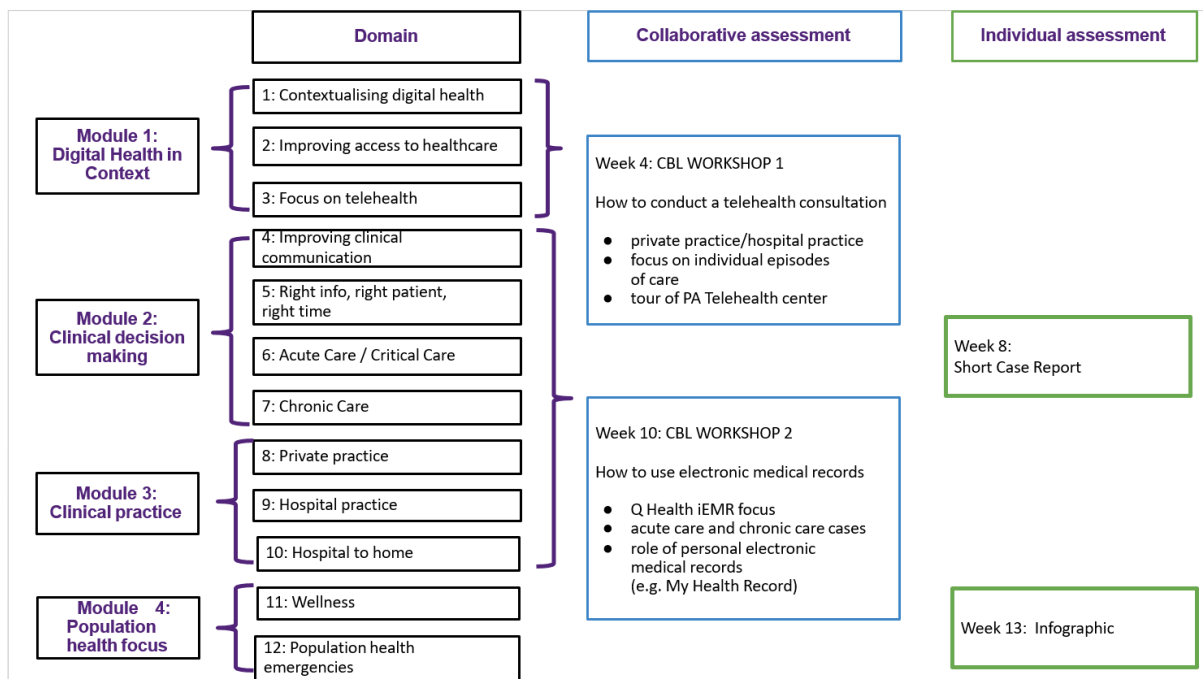 Domain
Collaborative assessment
Individual assessment
Module 1:
Digital Health in
Context
1: Contextualising digital health
2: Improving access to healthcare
3: Focus on telehealth
Week 4: CBL WORKSHOP 1
How to conduct a telehealth consultation
● private practice/hospital practice
● focus on individual episodes
of care
● tour of PA Telehealth center
Module 2:
Clinical decision
making
4: Improving clinical
communication
5: Right info, right patient,
right time
6: Acute Care / Critical Care
7: Chronic Care
Week 8:
Short Case Report
Module 3:
Clinical practice
8: Private practice
9: Hospital practice
10: Hospital to home
Week 10: CBL WORKSHOP 2
How to use electronic medical records
● Q Health iEMR focus
● acute care and chronic care cases
● role of personal electronic
medical records
(e.g. My Health Record)
Module 4:
Population
health focus
11: Wellness
12: Population health
emergencies
Week 13: Infographic